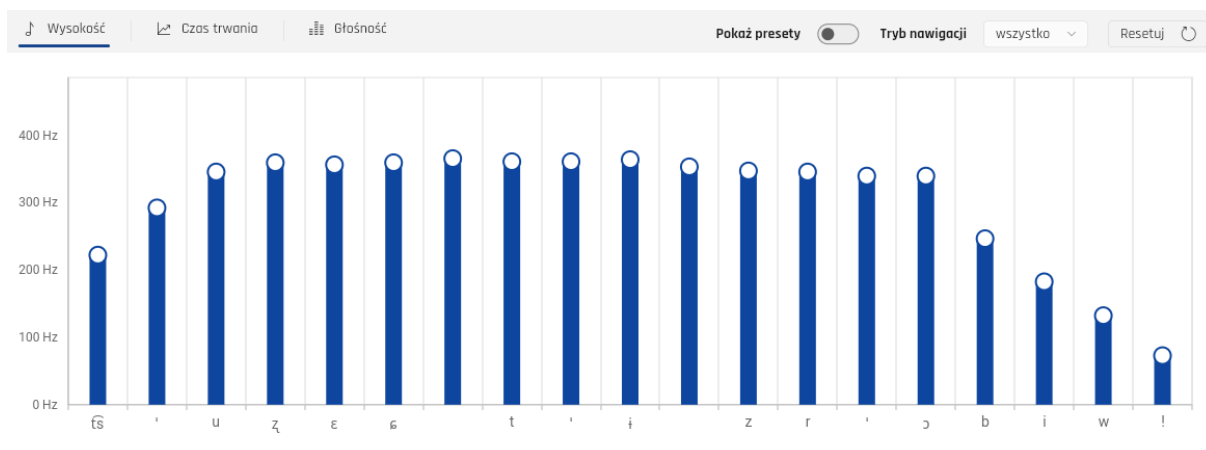 Wysokość Czas trwania Głośność Pokaż presety Tryb nawigacji wszystko Resetuj
400 Hz
300 Hz
200 Hz
100 Hz
0 Hz
t͡s ' u ʐ ɛ ɕ t ' ɨ z r ' ɔ b i w !